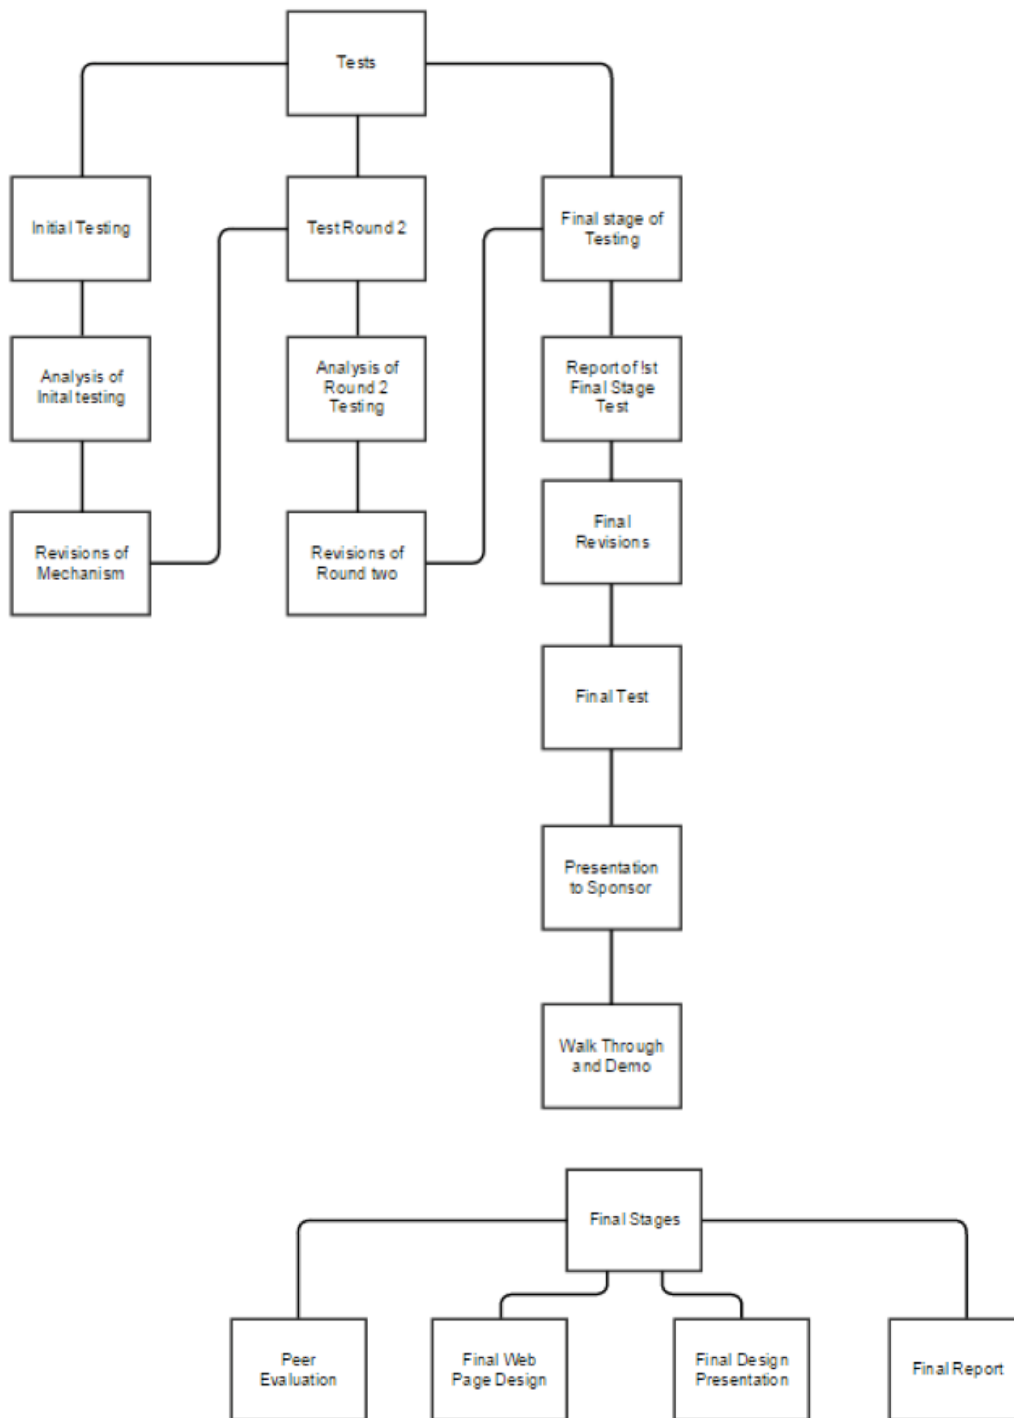 Tests
Initial Testing
Test Round 2
Final stage of
Testing
Analysis of
Inital testing
Analysis of
Round 2
Testing
Report of !st
Final Stage
Test
Revisions of
Mechanism
Revisions of
Round two
Final
Revisions
Final Test
Presentation
to Sponsor
Walk Through
and Demo
Final Stages
Peer
Evaluation
Final Web
Page Design
Final Design
Presentation
Final Report